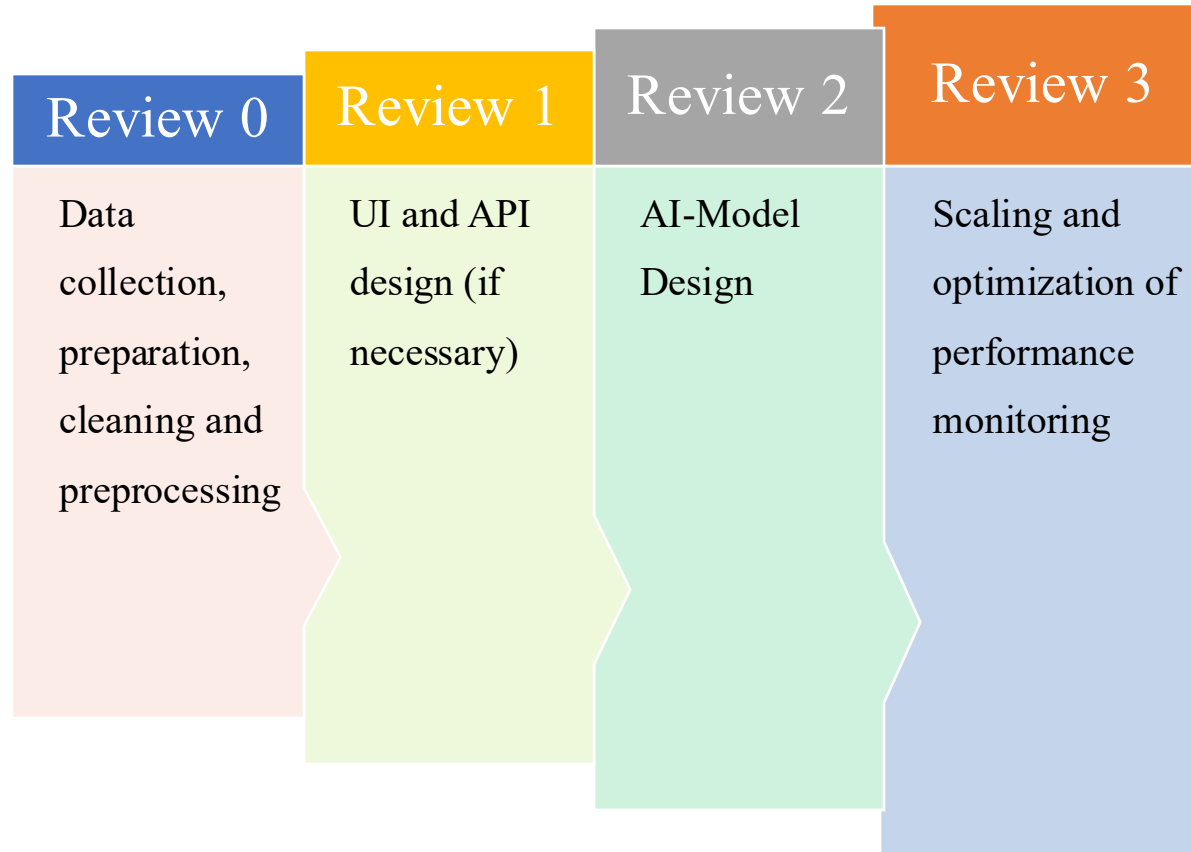 Review 0
Data
collection,
preparation,
cleaning and
preprocessing
Review 1
UI and API
design (if
necessary)
Review 2
AI-Model
Design
Review 3
Scaling and
optimization of
performance
monitoring